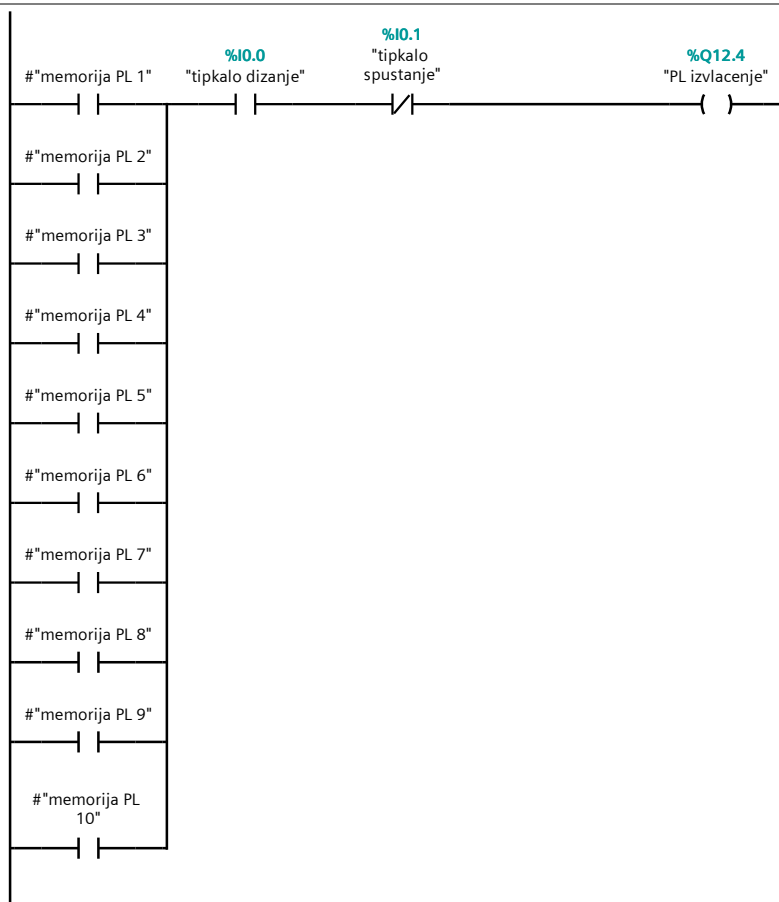 %I0.1
%I0.0
"tipkalo
%Q12.4
#"memorija PL 1"
"tipkalo dizanje"
spustanje"
"PL izvlacenje"
#"memorija PL 2"
#"memorija PL 3"
#"memorija PL 4"
#"memorija PL 5"
#"memorija PL 6"
#"memorija PL 7"
#"memorija PL 8"
#"memorija PL 9"
#"memorija PL
10"